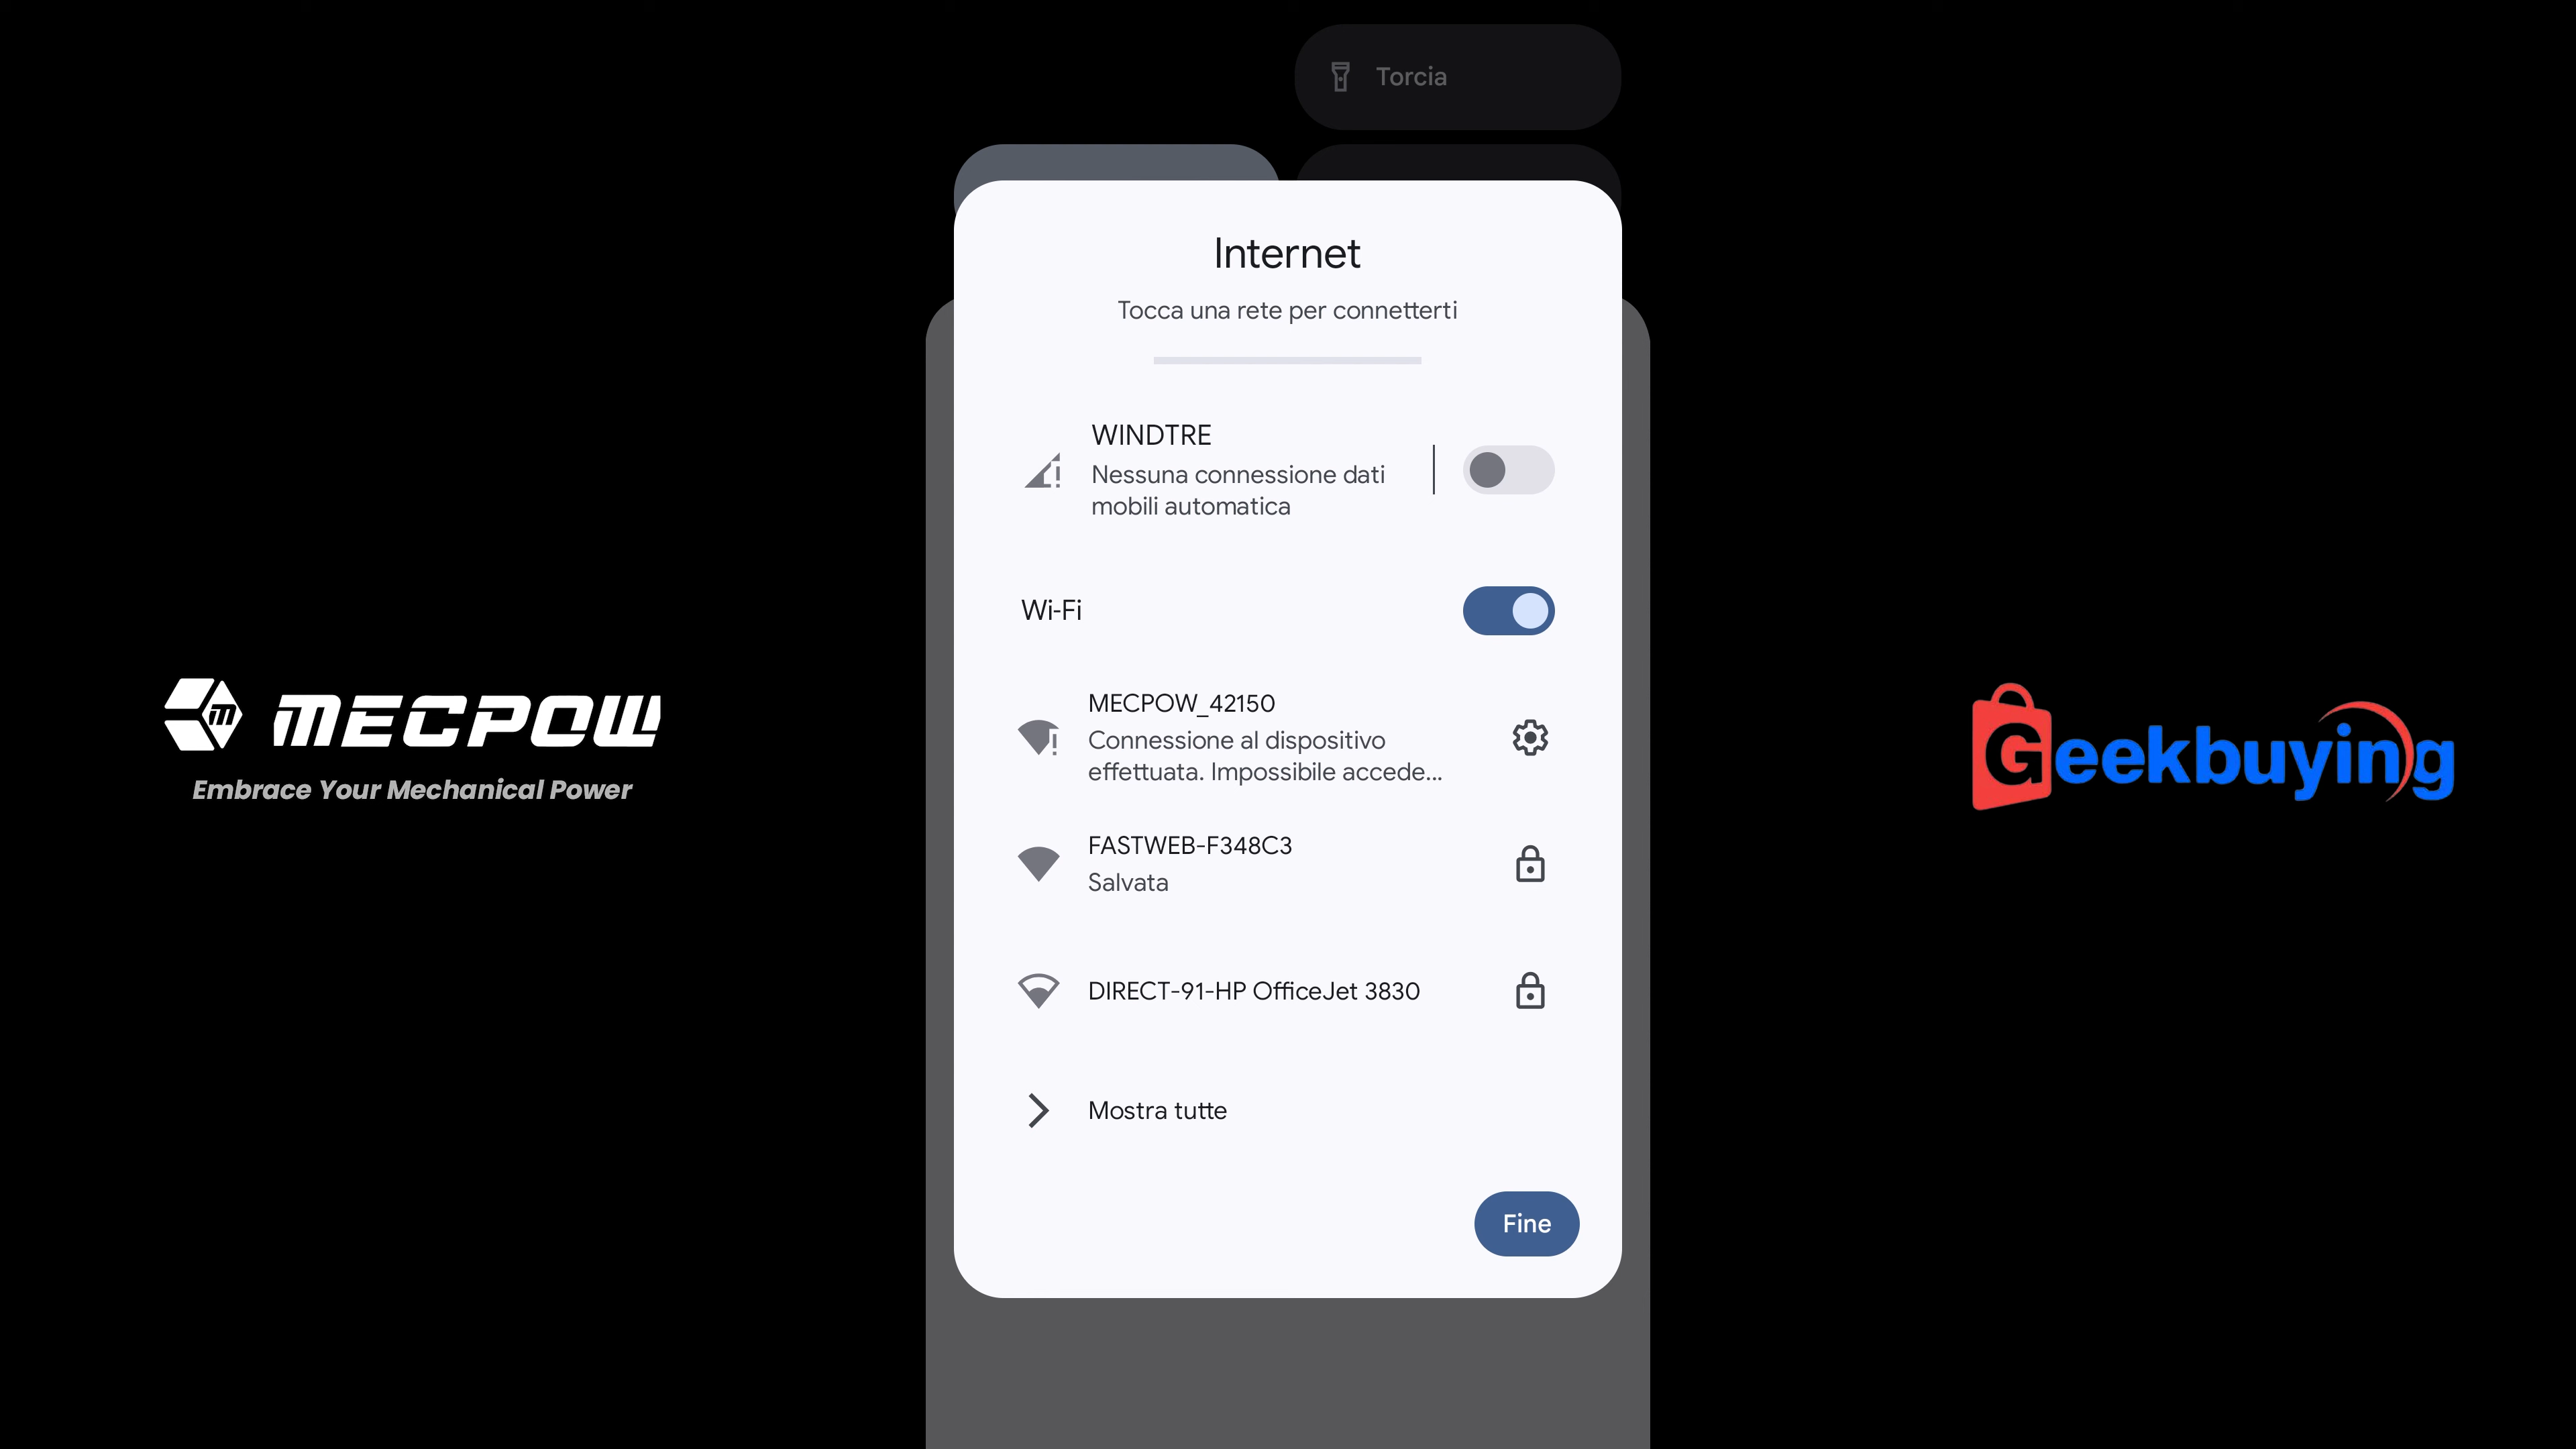 Torcia
Internet
Tocca una rete per connetterti
WINDTRE
Nessuna connessione dati
mobili automatica
Wi-Fi
MECPOW_42150
Connessione al dispositivo
effettuata. Impossibile accede...
FASTWEB-F348C3
Salvata
DIRECT-91-HP OfficeJet 3830
Mostra tutte
Fine
MECPOW
Embrace Your Mechanical Power
Geekbuying